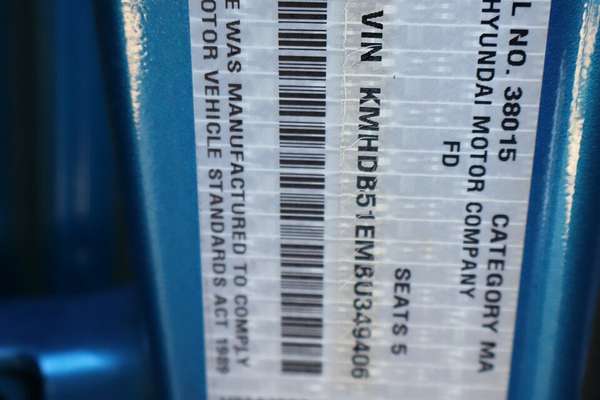 L NO. 38015 CATEGORY MA
HYUNDAI MOTOR COMPANY
FD
SEATS 5
VIN KMHDB51EMBU349406
E WAS MANUFACTURED TO COMPLY
OTOR VEHICLE STANDARDS ACT 1989